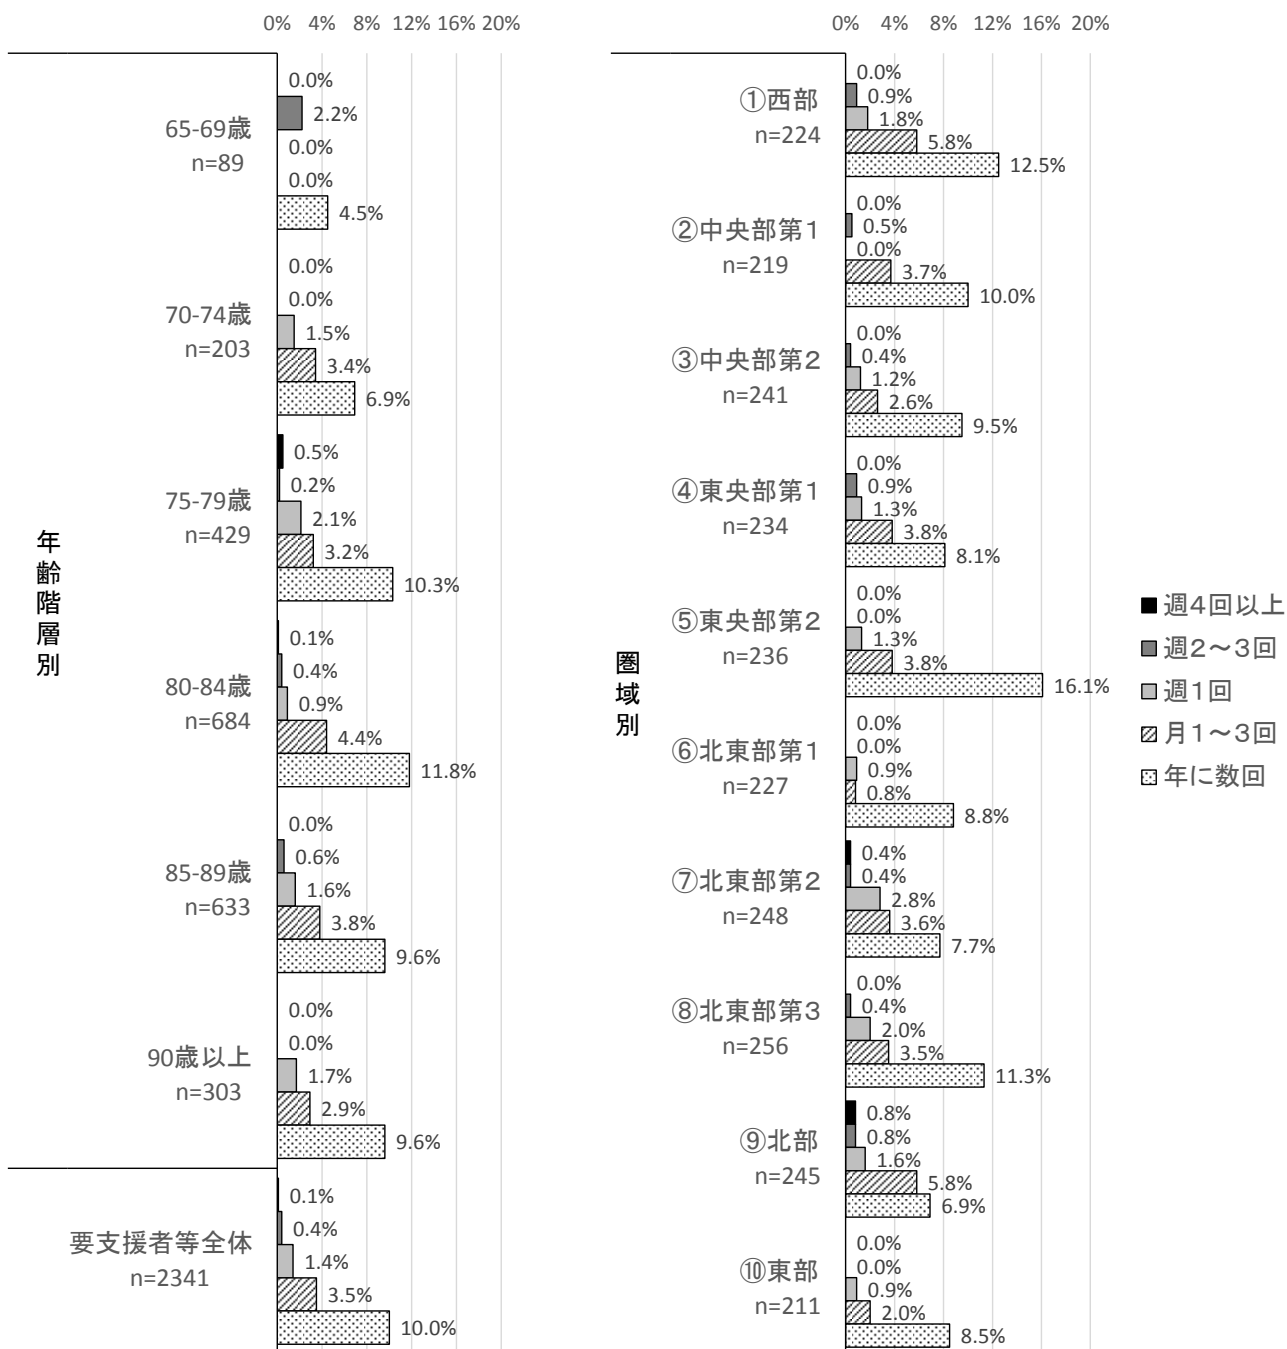 0% 4% 8% 12% 16% 20%
年齢階層別
65-69歳
n=89
0.0%
2.2%
0.0%
0.0%
4.5%
70-74歳
n=203
0.0%
0.0%
1.5%
3.4%
6.9%
75-79歳
n=429
0.5%
0.2%
2.1%
3.2%
10.3%
80-84歳
n=684
0.1%
0.4%
0.9%
4.4%
11.8%
85-89歳
n=633
0.0%
0.6%
1.6%
3.8%
9.6%
90歳以上
n=303
0.0%
0.0%
1.7%
2.9%
9.6%
要支援者等全体
n=2341
0.1%
0.4%
1.4%
3.5%
10.0%
0% 4% 8% 12% 16% 20%
圏域別
①西部
n=224
0.0%
0.9%
1.8%
5.8%
12.5%
②中央部第1
n=219
0.0%
0.5%
0.0%
3.7%
10.0%
③中央部第2
n=241
0.0%
0.4%
1.2%
2.6%
9.5%
④東央部第1
n=234
0.0%
0.9%
1.3%
3.8%
8.1%
⑤東央部第2
n=236
0.0%
0.0%
1.3%
3.8%
16.1%
⑥北東部第1
n=227
0.0%
0.0%
0.9%
0.8%
8.8%
⑦北東部第2
n=248
0.4%
0.4%
2.8%
3.6%
7.7%
⑧北東部第3
n=256
0.0%
0.4%
2.0%
3.5%
11.3%
⑨北部
n=245
0.8%
0.8%
1.6%
5.8%
6.9%
⑩東部
n=211
0.0%
0.0%
0.9%
2.0%
8.5%
週4回以上
週2～3回
週1回
月1～3回
年に数回